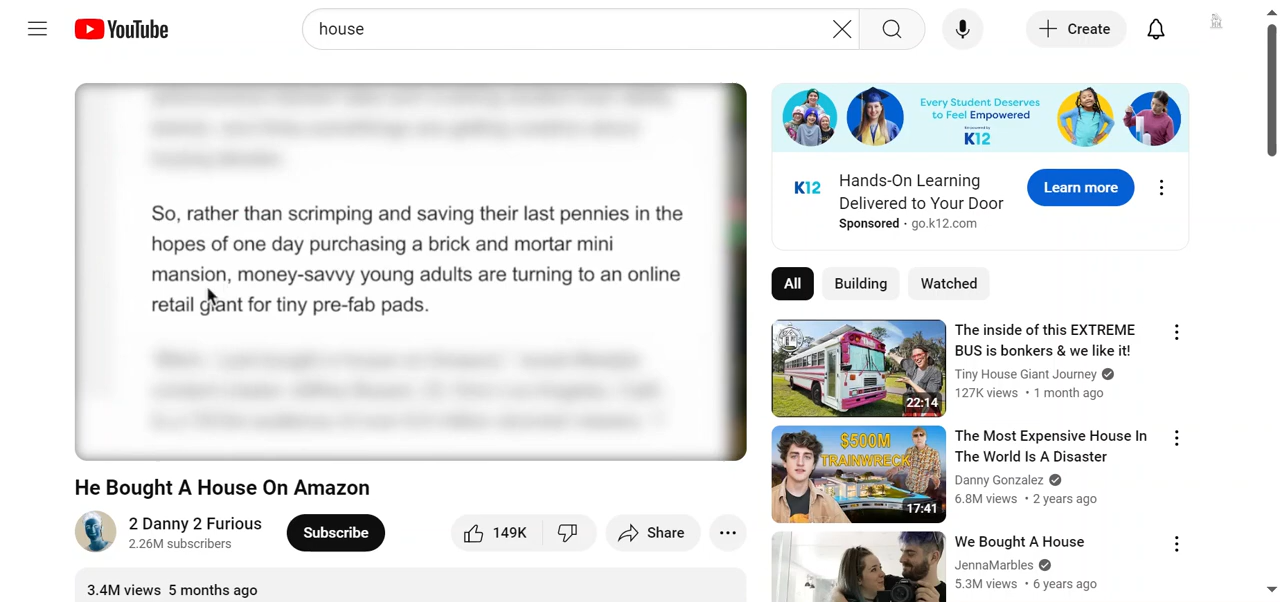 YouTube
house
Create
So, rather than scrimping and saving their last pennies in the
hopes of one day purchasing a brick and mortar mini
mansion, money-savvy young adults are turning to an online
retail giant for tiny pre-fab pads.
He Bought A House On Amazon
2 Danny 2 Furious
2.26M subscribers
Subscribe
149K
Share
3.4M views 5 months ago
Every Student Deserves
to Feel Empowered
K12
K12
Hands-On Learning
Delivered to Your Door
Sponsored · go.k12.com
Learn more
All
Building
Watched
22:14
The inside of this EXTREME
BUS is bonkers & we like it!
Tiny House Giant Journey
127K views • 1 month ago
$500M
TRAINWRECK
17:41
The Most Expensive House In
The World Is A Disaster
Danny Gonzalez
6.8M views • 2 years ago
We Bought A House
JennaMarbles
5.3M views • 6 years ago